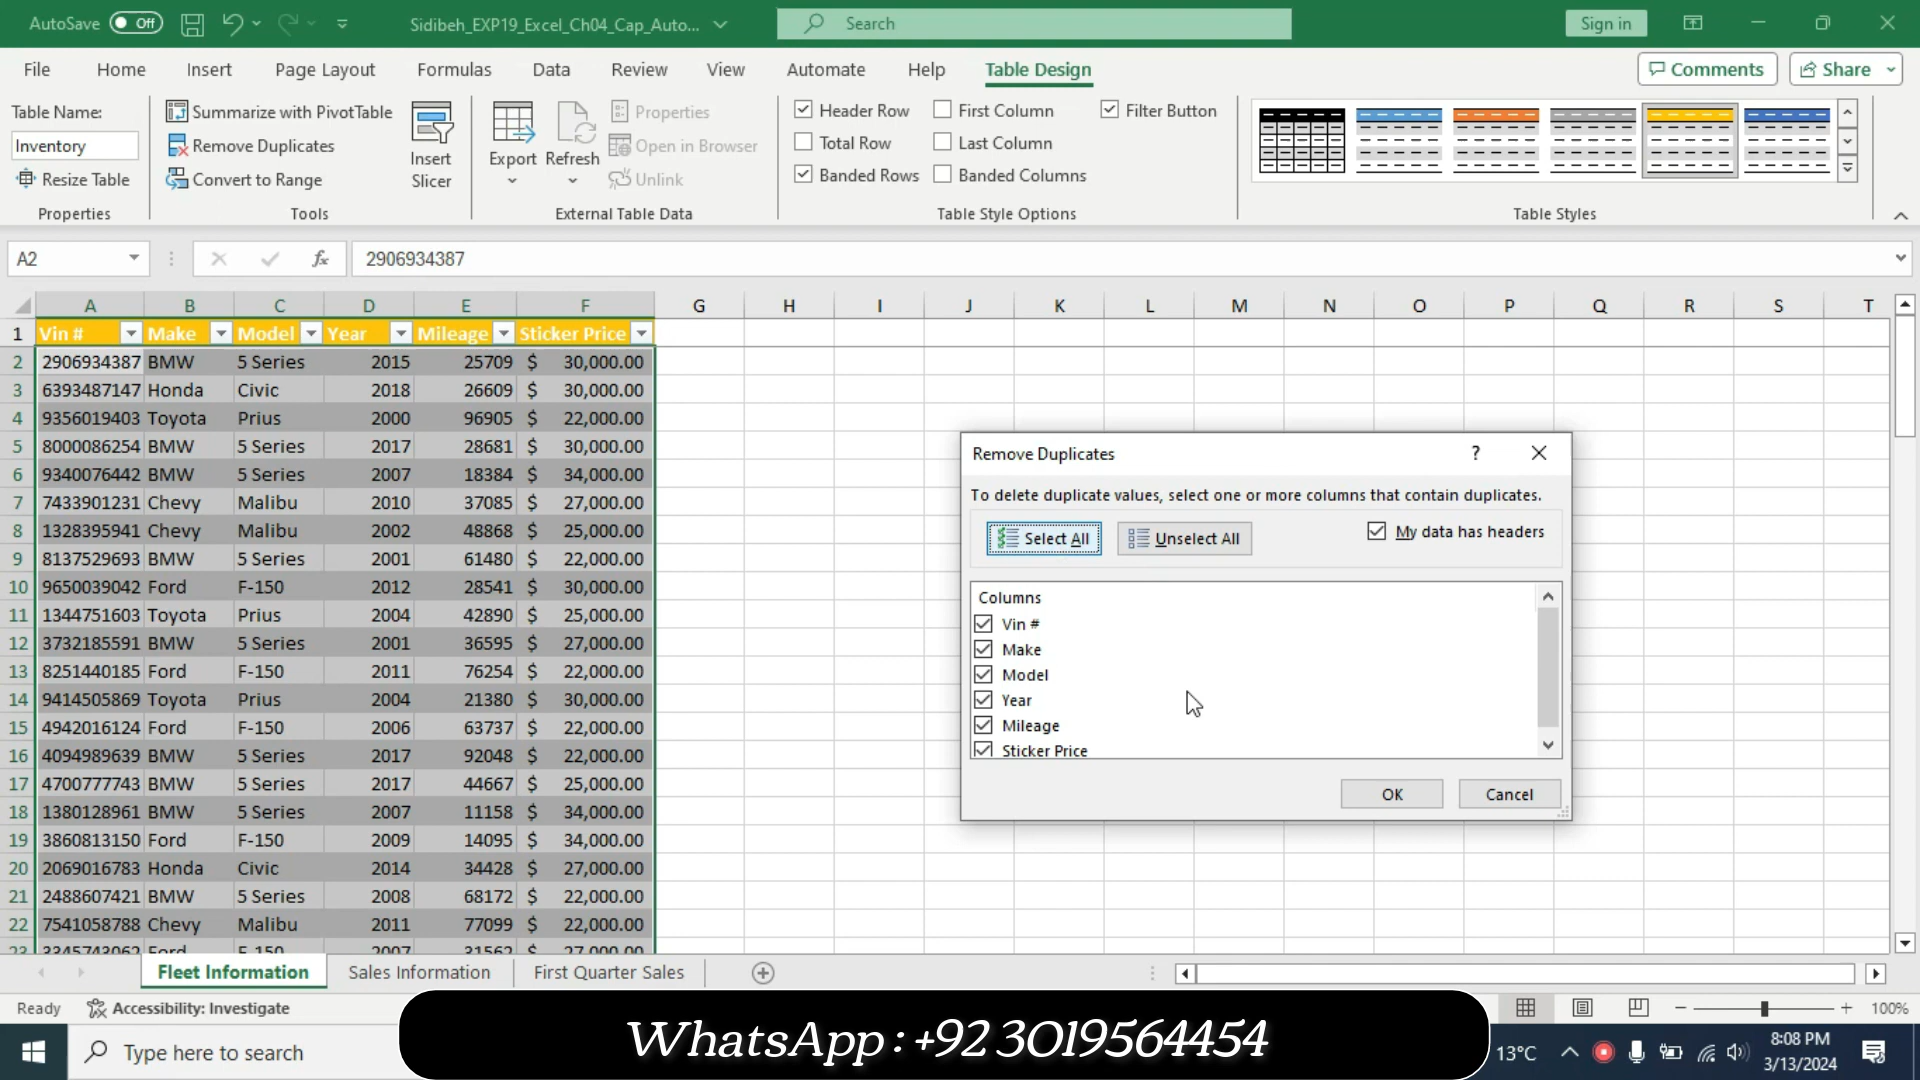 AutoSave Off Sidibeh_EXP19_Excel_Ch04_Cap_Auto... Search Sign in
File Home Insert Page Layout Formulas Data Review View Automate Help Table Design Comments Share
Table Name:
Inventory
Resize Table
Properties
Summarize with PivotTable
Remove Duplicates
Convert to Range
Tools
Insert
Slicer
Export
Refresh
Properties
Open in Browser
Unlink
External Table Data
Header Row First Column Filter Button
Total Row Last Column
Banded Rows Banded Columns
Table Style Options
Table Styles
A2 fx 2906934387
A B C D E F G H I J K L M N O P Q R S T
1 Vin # Make Model Year Mileage Sticker Price
2 2906934387 BMW 5 Series 2015 25709 $ 30,000.00
3 6393487147 Honda Civic 2018 26609 $ 30,000.00
4 9356019403 Toyota Prius 2000 96905 $ 22,000.00
5 8000086254 BMW 5 Series 2017 28681 $ 30,000.00
6 9340076442 BMW 5 Series 2007 18384 $ 34,000.00
7 7433901231 Chevy Malibu 2010 37085 $ 27,000.00
8 1328395941 Chevy Malibu 2002 48868 $ 25,000.00
9 8137529693 BMW 5 Series 2001 61480 $ 22,000.00
10 9650039042 Ford F-150 2012 28541 $ 30,000.00
11 1344751603 Toyota Prius 2004 42890 $ 25,000.00
12 3732185591 BMW 5 Series 2001 36595 $ 27,000.00
13 8251440185 Ford F-150 2011 76254 $ 22,000.00
14 9414505869 Toyota Prius 2004 21380 $ 30,000.00
15 4942016124 Ford F-150 2006 63737 $ 22,000.00
16 4094989639 BMW 5 Series 2017 92048 $ 22,000.00
17 4700777743 BMW 5 Series 2017 44667 $ 25,000.00
18 1380128961 BMW 5 Series 2007 11158 $ 34,000.00
19 3860813150 Ford F-150 2009 14095 $ 34,000.00
20 2069016783 Honda Civic 2014 34428 $ 27,000.00
21 2488607421 BMW 5 Series 2008 68172 $ 22,000.00
22 7541058788 Chevy Malibu 2011 77099 $ 22,000.00
23 3345743062 Ford F-150 2007 31562 $ 27,000.00
Remove Duplicates ?
To delete duplicate values, select one or more columns that contain duplicates.
Select All Unselect All My data has headers
Columns
Vin #
Make
Model
Year
Mileage
Sticker Price
OK Cancel
Fleet Information Sales Information First Quarter Sales
Ready Accessibility: Investigate 100%
WhatsApp : +92 3019564454
Type here to search 13°C 8:08 PM
3/13/2024